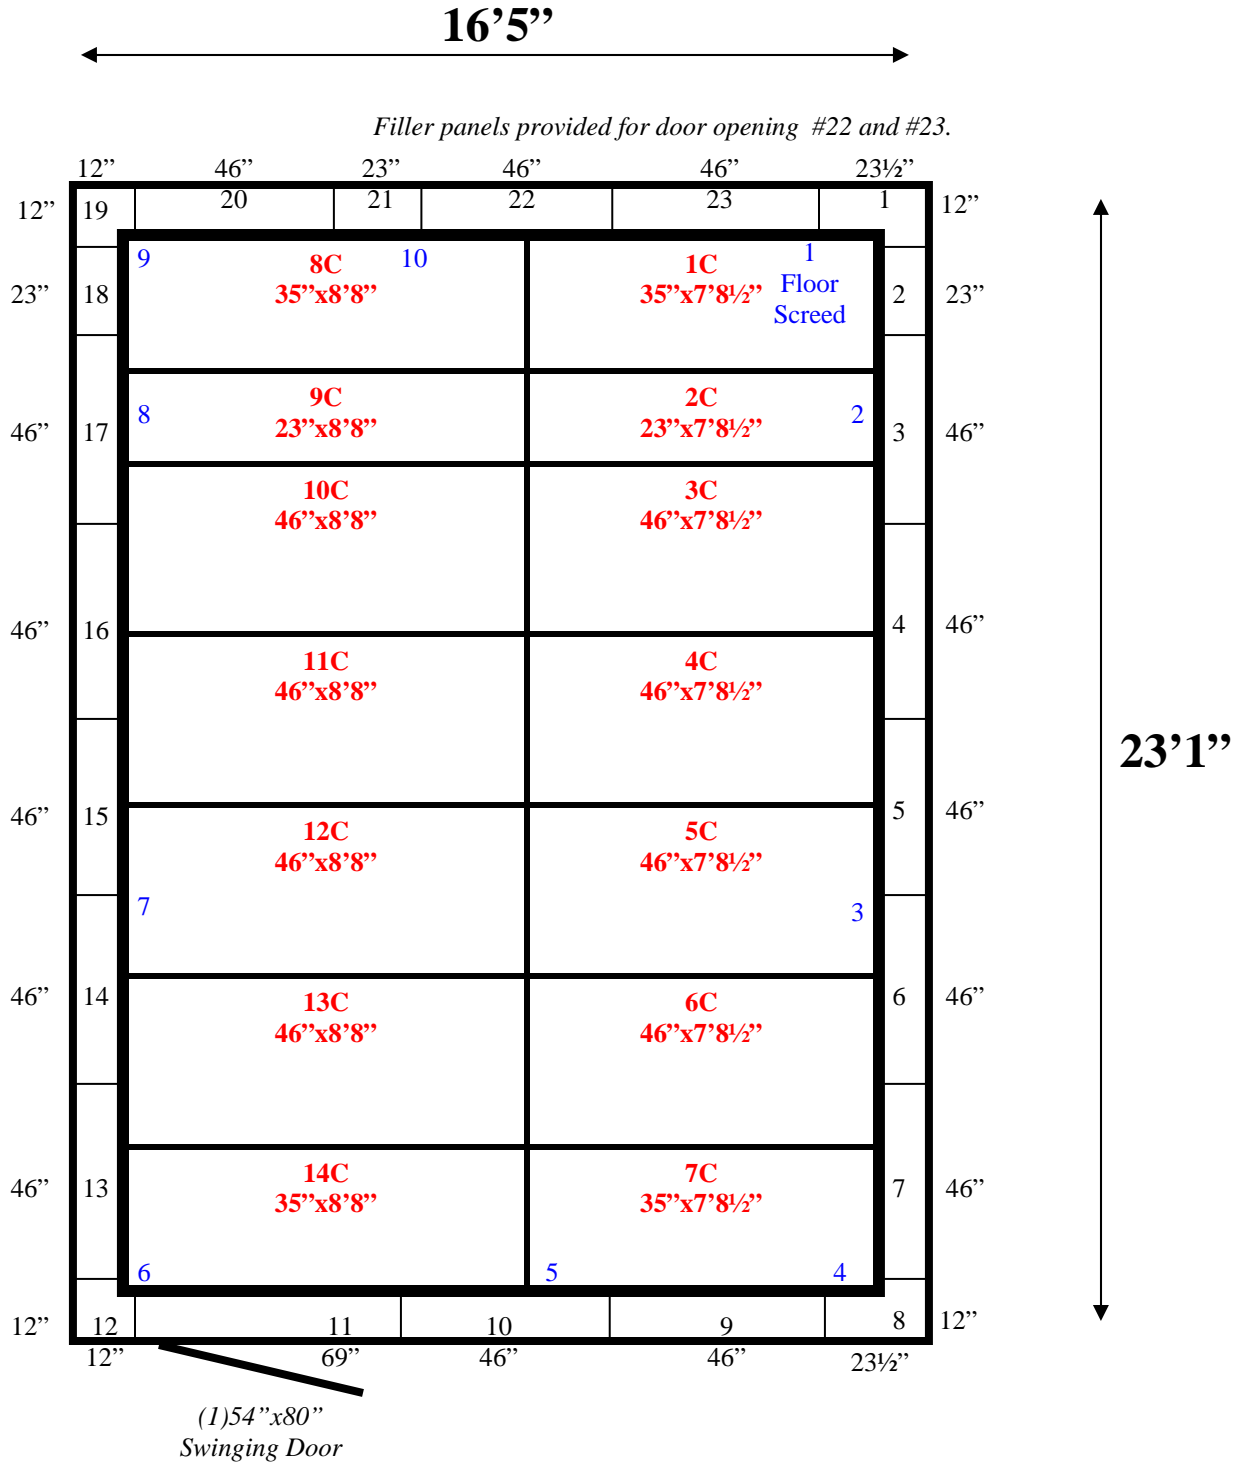 16’5”
Filler panels provided for door opening #22 and #23.
12” 46” 23” 46” 46” 23½”
12” 19 20 21 22 23 1 12”
9 8C 10 1C 1
35”x8’8” 35”x7’8½” Floor
Screed
23” 18 2 23”
9C 2C
8 2
23”x8’8” 23”x7’8½”
46” 17 3 46”
10C 3C
46”x8’8” 46”x7’8½”
46” 16 4 46”
11C 4C
46”x8’8” 46”x7’8½”
23’1”
46” 15 5 46”
12C 5C
46”x8’8” 46”x7’8½”
7 3
46” 14 6 46”
13C 6C
46”x8’8” 46”x7’8½”
14C 7C
46” 13 7 46”
35”x8’8” 35”x7’8½”
6 5 4
12” 12 11 10 9 8 12”
12” 69” 46” 46” 23½”
(1)54”x80”
Swinging Door